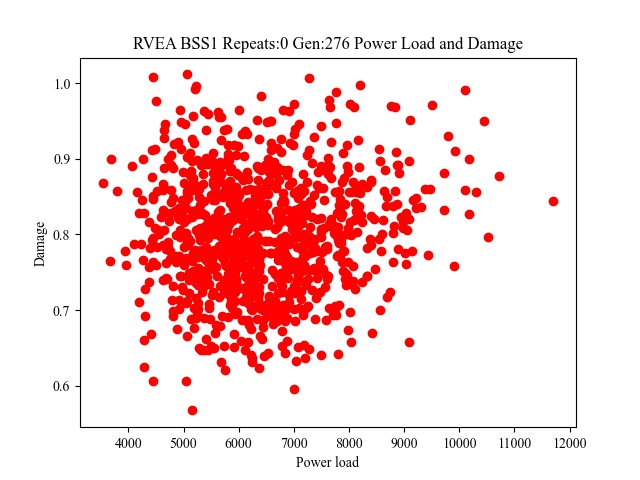 RVEA BSS1 Repeats:0 Gen:276 Power Load and Damage
1.0
0.9
0.8
0.7
0.6
Damage
4000 5000 6000 7000 8000 9000 10000 11000 12000
Power load